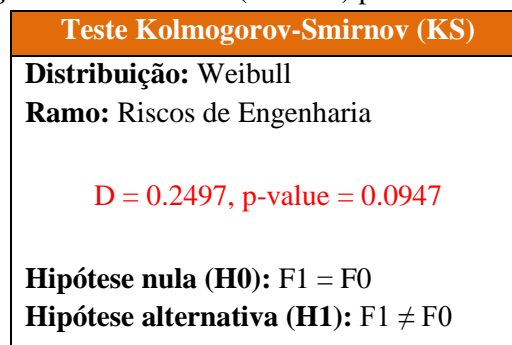 Teste Kolmogorov-Smirnov (KS)
Distribuição: Weibull
Ramo: Riscos de Engenharia
D = 0.2497, p-value = 0.0947
Hipótese nula (H0): F1 = F0
Hipótese alternativa (H1): F1 ≠ F0